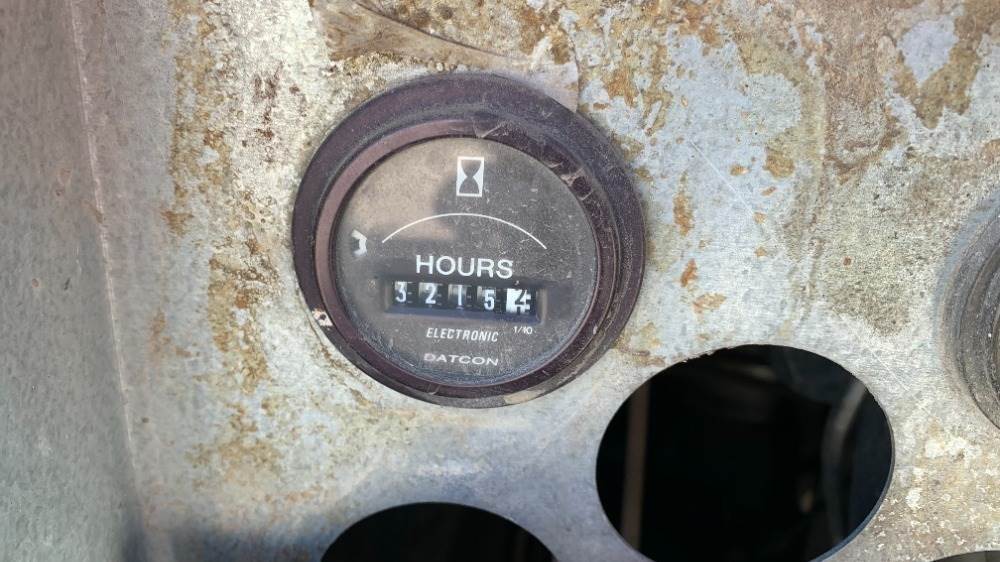 HOURS
32154
1/10
ELECTRONIC
DATCON